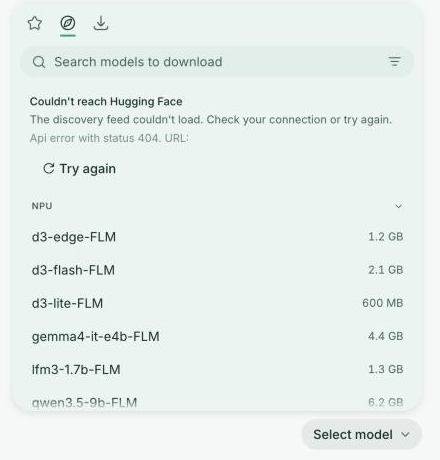 Search models to download
Couldn't reach Hugging Face
The discovery feed couldn't load. Check your connection or try again.
Api error with status 404. URL:
Try again
NPU
d3-edge-FLM 1.2 GB
d3-flash-FLM 2.1 GB
d3-lite-FLM 600 MB
gemma4-it-e4b-FLM 4.4 GB
lfm3-1.7b-FLM 1.3 GB
qwen3.5-9b-FLM 6.2 GB
Select model